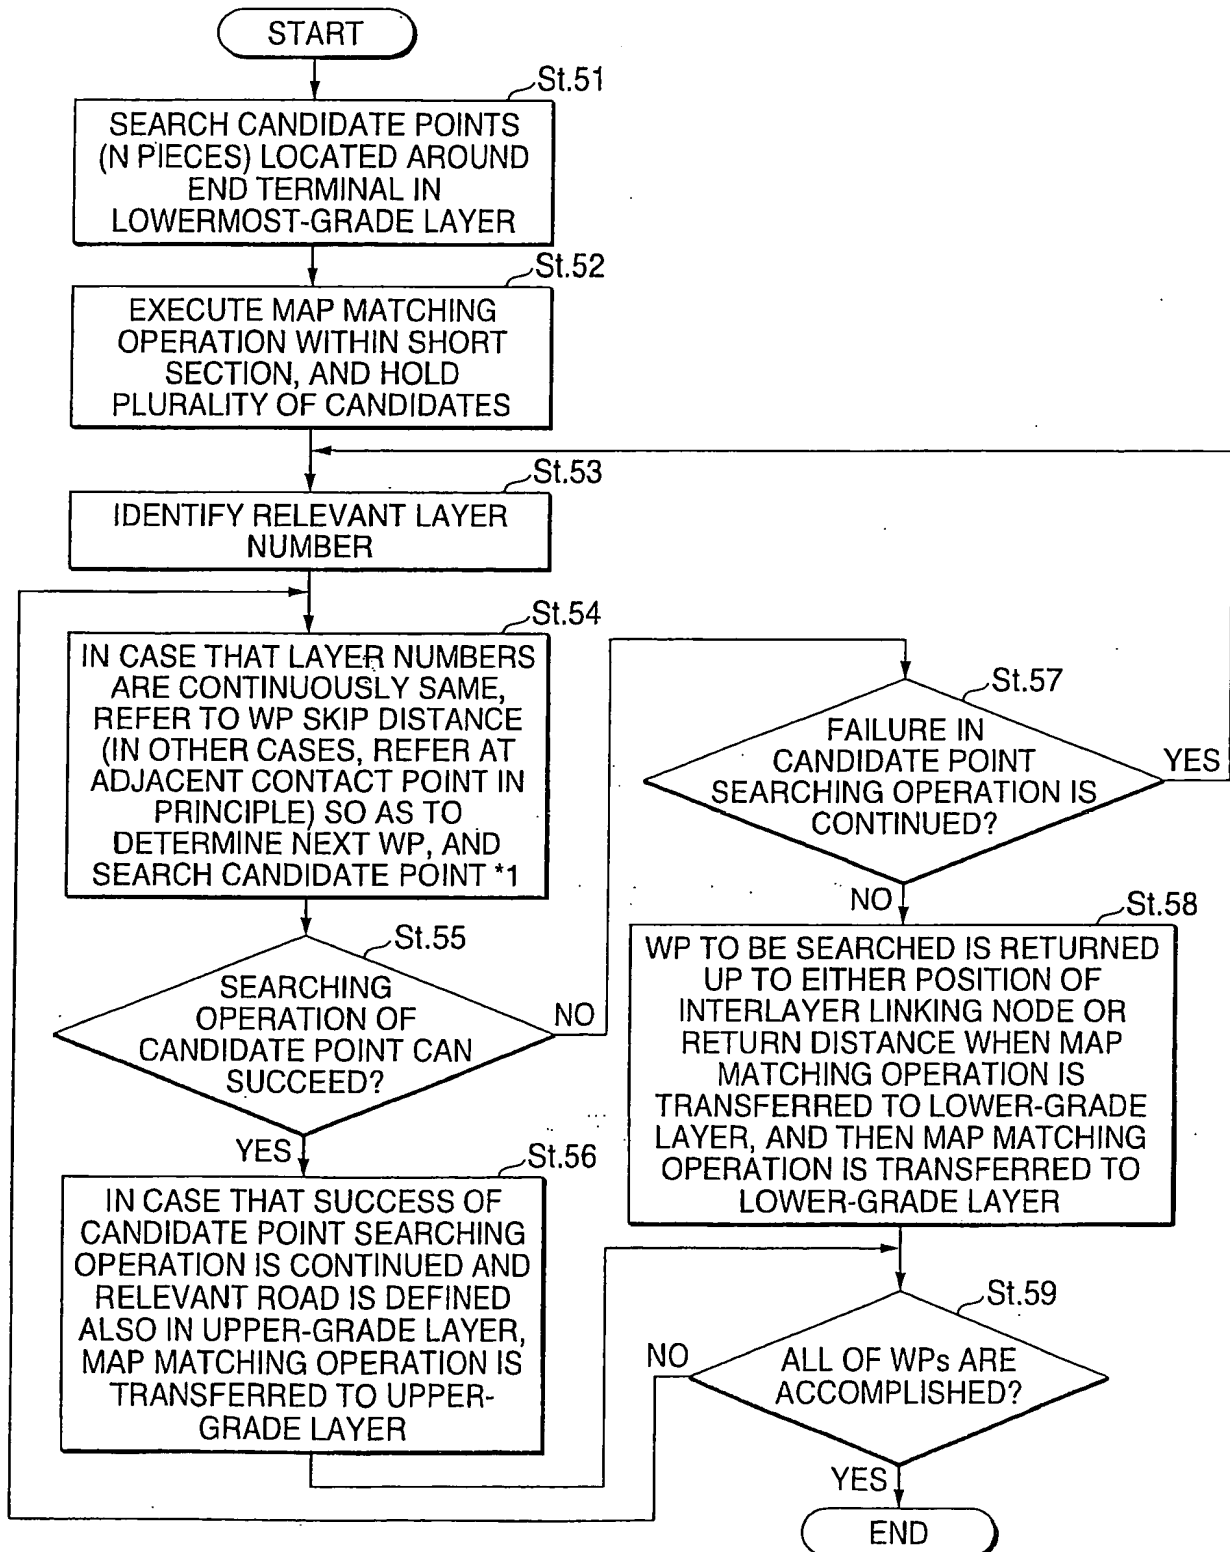 START
St.51
SEARCH CANDIDATE POINTS
(N PIECES) LOCATED AROUND
END TERMINAL IN
LOWERMOST-GRADE LAYER
St.52
EXECUTE MAP MATCHING
OPERATION WITHIN SHORT
SECTION, AND HOLD
PLURALITY OF CANDIDATES
St.53
IDENTIFY RELEVANT LAYER
NUMBER
St.54
IN CASE THAT LAYER NUMBERS
ARE CONTINUOUSLY SAME,
REFER TO WP SKIP DISTANCE
(IN OTHER CASES, REFER AT
ADJACENT CONTACT POINT IN
PRINCIPLE) SO AS TO
DETERMINE NEXT WP, AND
SEARCH CANDIDATE POINT *1
St.55
SEARCHING
OPERATION OF
CANDIDATE POINT CAN
SUCCEED?
NO
YES
St.56
IN CASE THAT SUCCESS OF
CANDIDATE POINT SEARCHING
OPERATION IS CONTINUED AND
RELEVANT ROAD IS DEFINED
ALSO IN UPPER-GRADE LAYER,
MAP MATCHING OPERATION IS
TRANSFERRED TO UPPER-
GRADE LAYER
St.57
FAILURE IN
CANDIDATE POINT
SEARCHING OPERATION IS
CONTINUED?
YES
NO
St.58
WP TO BE SEARCHED IS RETURNED
UP TO EITHER POSITION OF
INTERLAYER LINKING NODE OR
RETURN DISTANCE WHEN MAP
MATCHING OPERATION IS
TRANSFERRED TO LOWER-GRADE
LAYER, AND THEN MAP MATCHING
OPERATION IS TRANSFERRED TO
LOWER-GRADE LAYER
St.59
ALL OF WPs ARE
ACCOMPLISHED?
NO
YES
END